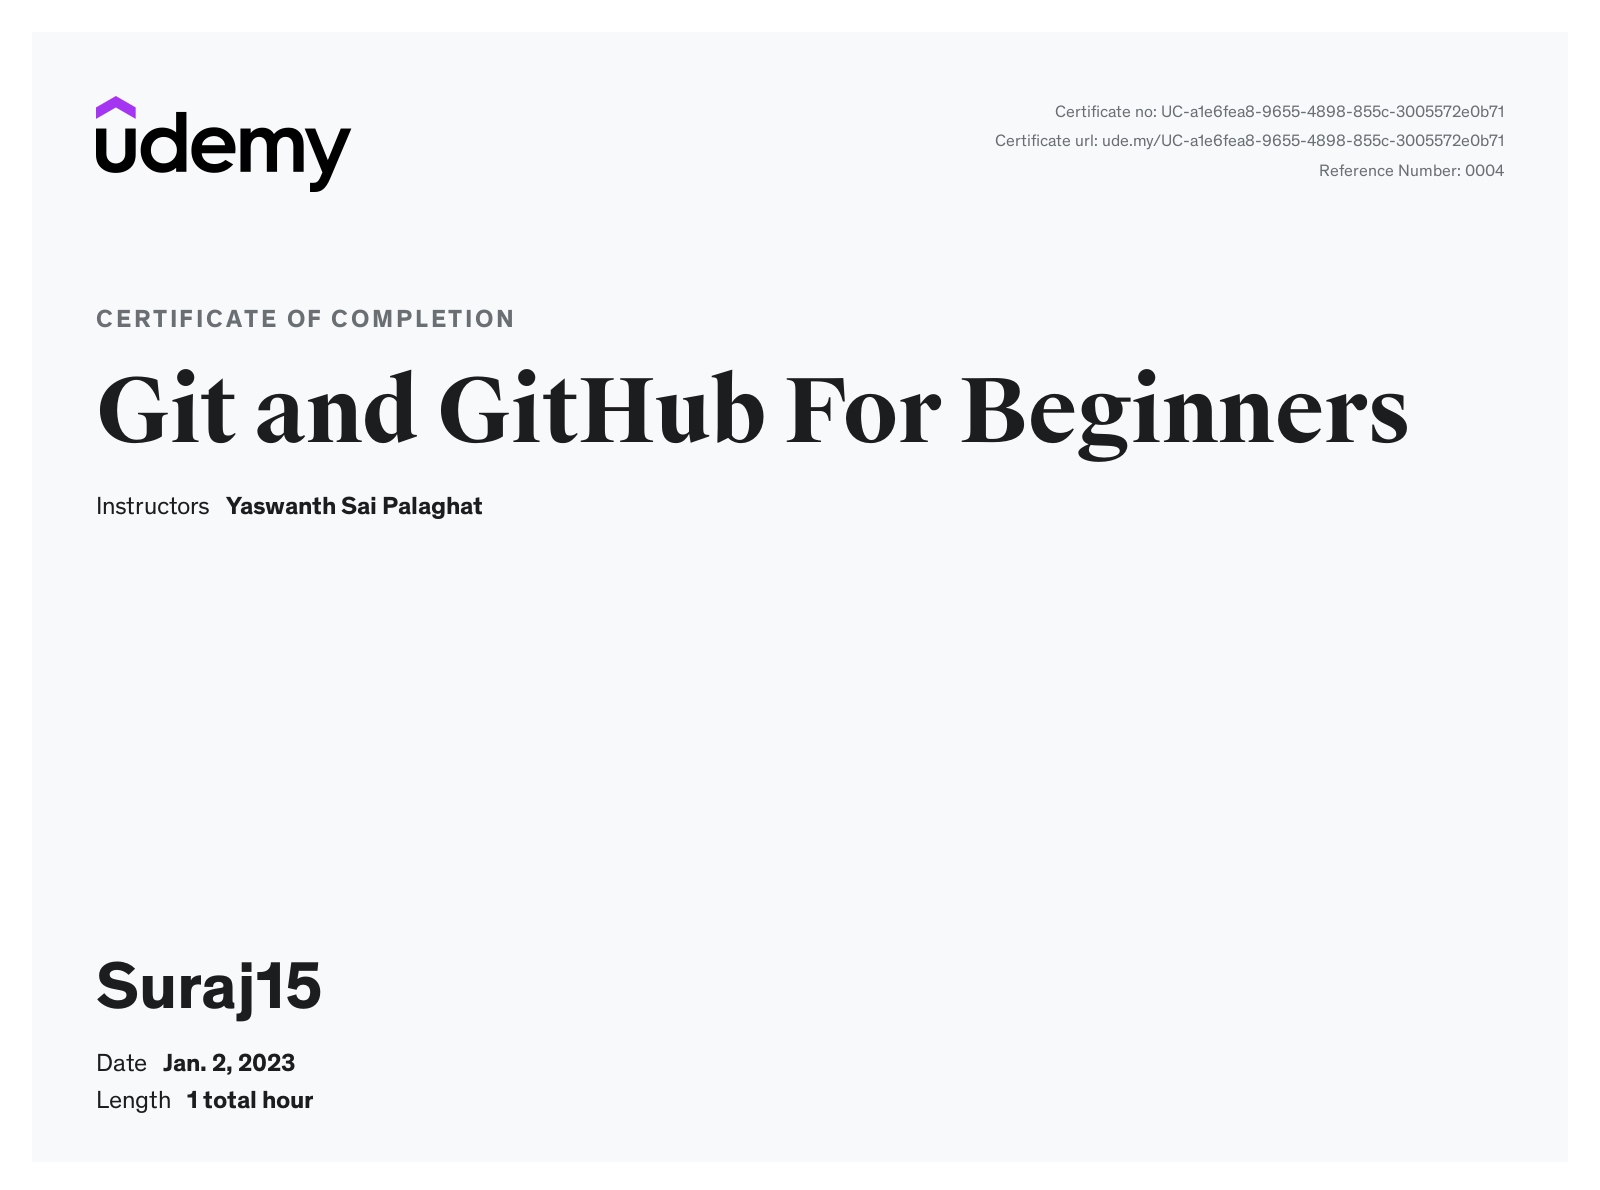 udemy
Certificate no: UC-a1e6fea8-9655-4898-855c-3005572e0b71
Certificate url: ude.my/UC-a1e6fea8-9655-4898-855c-3005572e0b71
Reference Number: 0004
CERTIFICATE OF COMPLETION
Git and GitHub For Beginners
Instructors Yaswanth Sai Palaghat
Suraj15
Date Jan. 2, 2023
Length 1 total hour